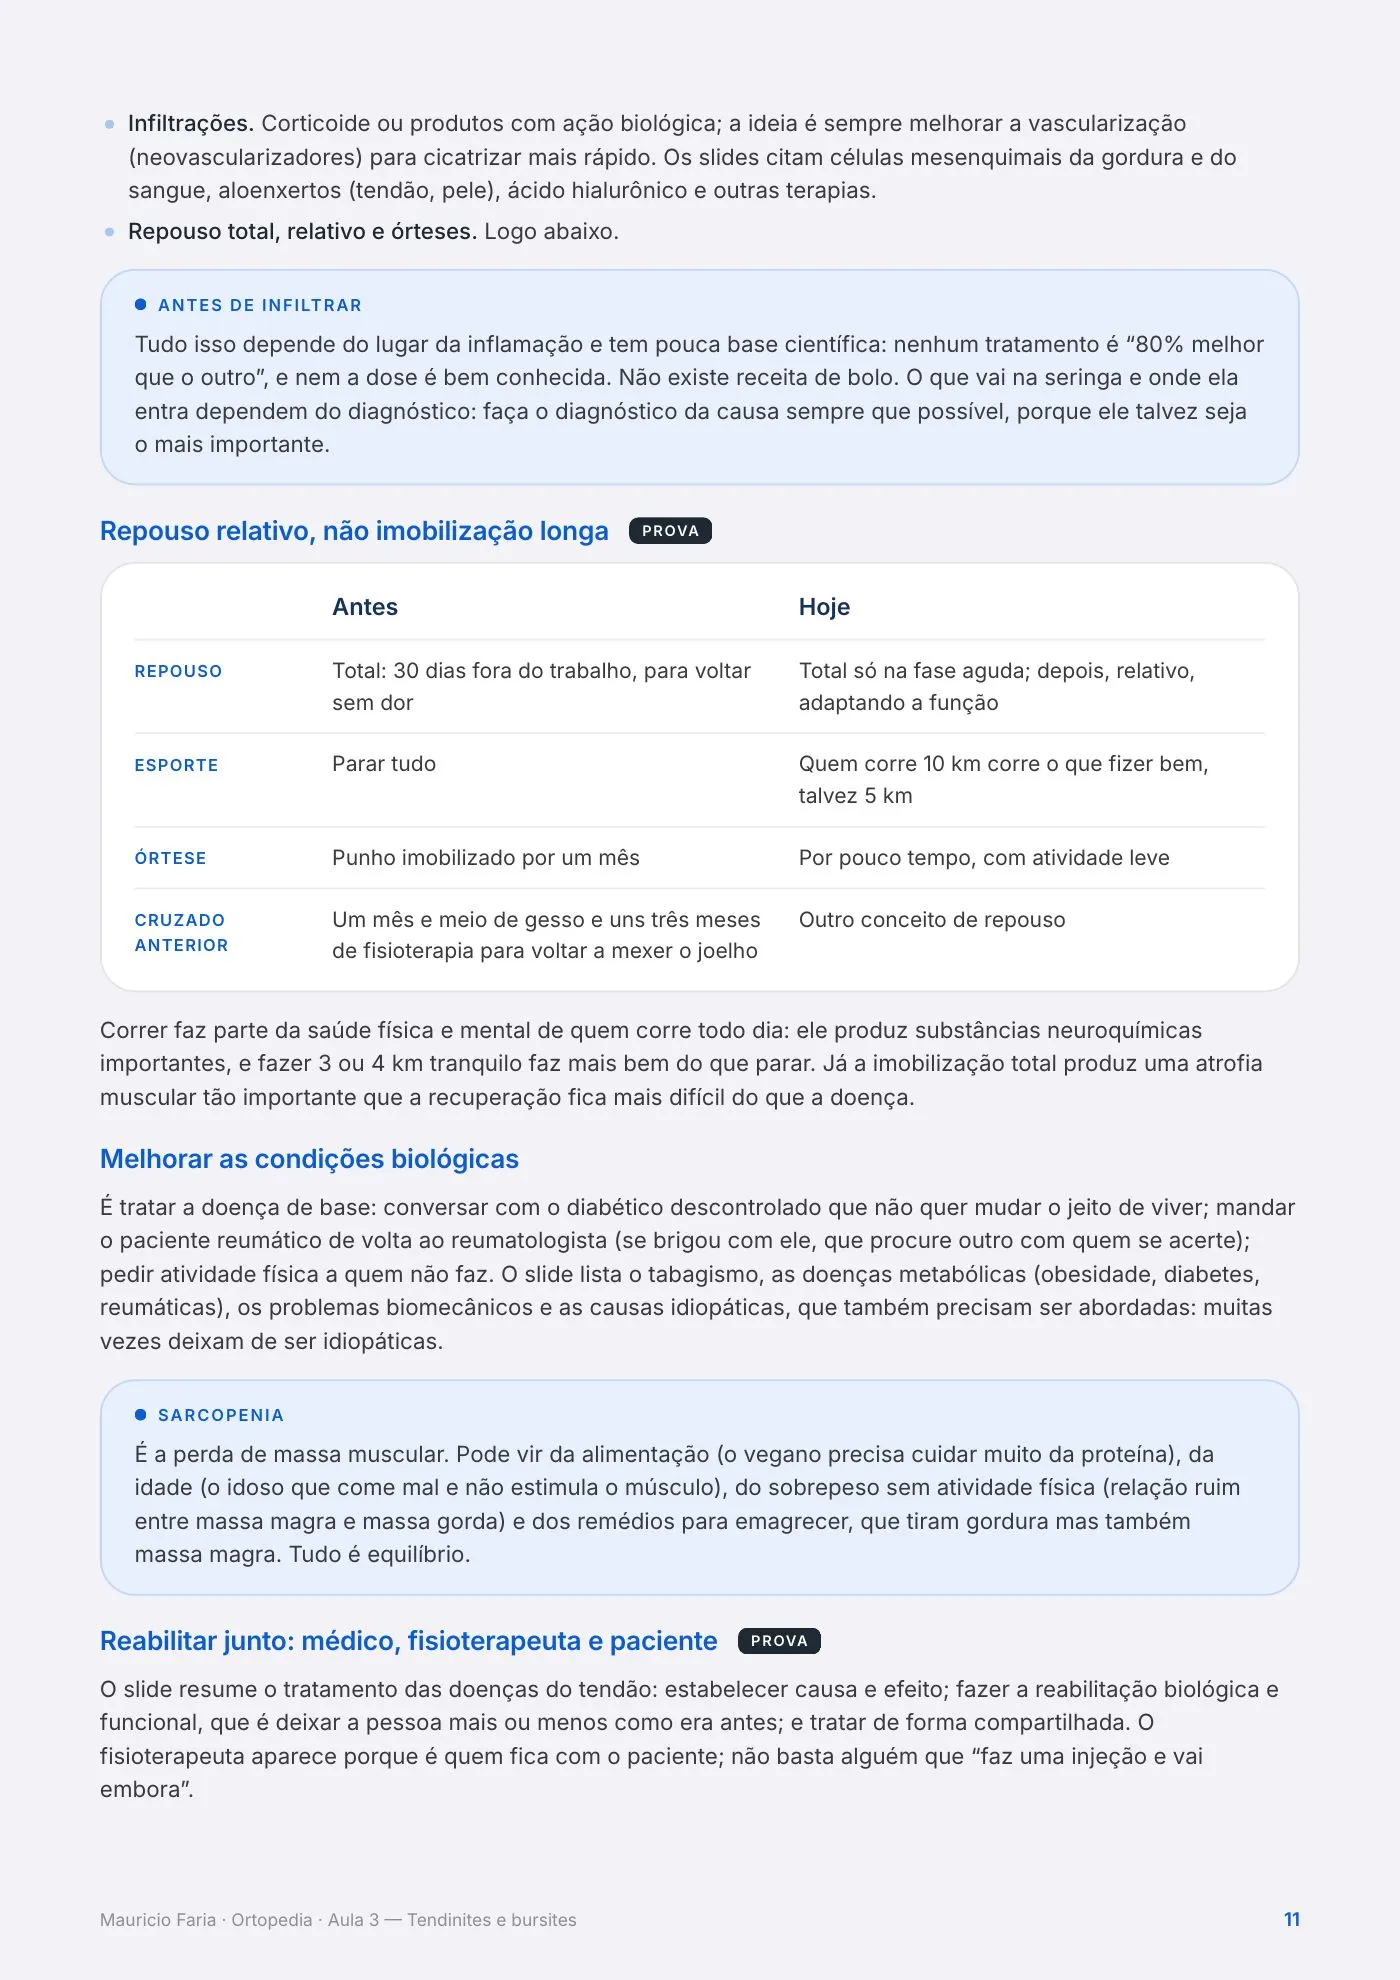 Infiltrações. Corticoide ou produtos com ação biológica; a ideia é sempre melhorar a vascularização
(neovascularizadores) para cicatrizar mais rápido. Os slides citam células mesenquimais da gordura e do
sangue, aloenxertos (tendão, pele), ácido hialurônico e outras terapias.
Repouso total, relativo e órteses. Logo abaixo.
ANTES DE INFILTRAR
Tudo isso depende do lugar da inflamação e tem pouca base científica: nenhum tratamento é “80% melhor
que o outro”, e nem a dose é bem conhecida. Não existe receita de bolo. O que vai na seringa e onde ela
entra dependem do diagnóstico: faça o diagnóstico da causa sempre que possível, porque ele talvez seja
o mais importante.
Repouso relativo, não imobilização longa PROVA
Antes Hoje
REPOUSO Total: 30 dias fora do trabalho, para voltar Total só na fase aguda; depois, relativo,
sem dor adaptando a função
ESPORTE Parar tudo Quem corre 10 km corre o que fizer bem,
talvez 5 km
ÓRTESE Punho imobilizado por um mês Por pouco tempo, com atividade leve
CRUZADO Um mês e meio de gesso e uns três meses Outro conceito de repouso
ANTERIOR de fisioterapia para voltar a mexer o joelho
Correr faz parte da saúde física e mental de quem corre todo dia: ele produz substâncias neuroquímicas
importantes, e fazer 3 ou 4 km tranquilo faz mais bem do que parar. Já a imobilização total produz uma atrofia
muscular tão importante que a recuperação fica mais difícil do que a doença.
Melhorar as condições biológicas
É tratar a doença de base: conversar com o diabético descontrolado que não quer mudar o jeito de viver; mandar
o paciente reumático de volta ao reumatologista (se brigou com ele, que procure outro com quem se acerte);
pedir atividade física a quem não faz. O slide lista o tabagismo, as doenças metabólicas (obesidade, diabetes,
reumáticas), os problemas biomecânicos e as causas idiopáticas, que também precisam ser abordadas: muitas
vezes deixam de ser idiopáticas.
SARCOPENIA
É a perda de massa muscular. Pode vir da alimentação (o vegano precisa cuidar muito da proteína), da
idade (o idoso que come mal e não estimula o músculo), do sobrepeso sem atividade física (relação ruim
entre massa magra e massa gorda) e dos remédios para emagrecer, que tiram gordura mas também
massa magra. Tudo é equilíbrio.
Reabilitar junto: médico, fisioterapeuta e paciente PROVA
O slide resume o tratamento das doenças do tendão: estabelecer causa e efeito; fazer a reabilitação biológica e
funcional, que é deixar a pessoa mais ou menos como era antes; e tratar de forma compartilhada. O
fisioterapeuta aparece porque é quem fica com o paciente; não basta alguém que “faz uma injeção e vai
embora”.
Mauricio Faria · Ortopedia · Aula 3 — Tendinites e bursites 11